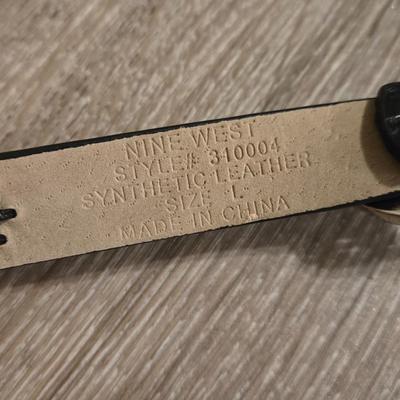 NINE WEST
STYLE# 310004
SYNTHETIC LEATHER
SIZE "L"
MADE IN CHINA